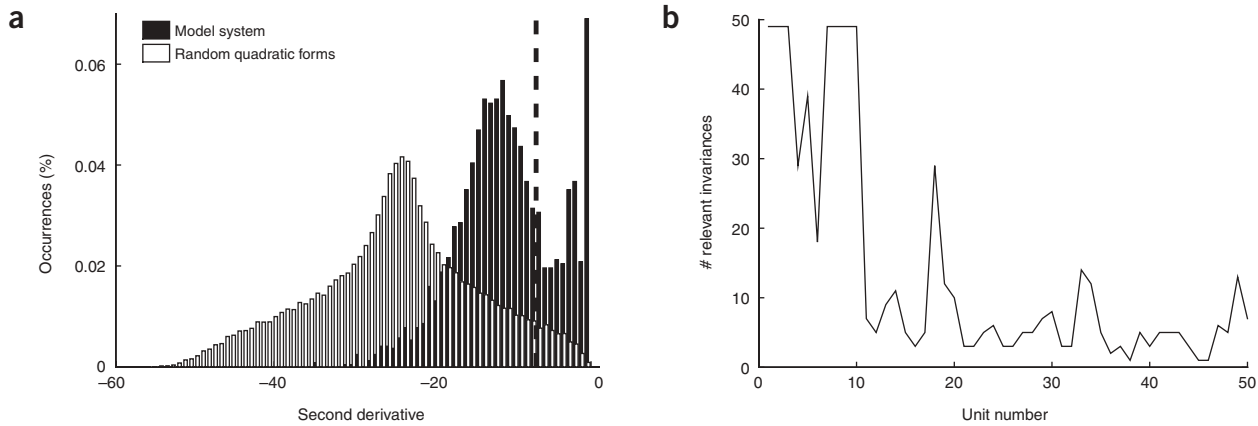 a
Model system
Random quadratic forms
0.06
0.04
0.02
0
Occurrences (%)
–60
–40
–20
0
Second derivative
b
50
40
30
20
10
0
# relevant invariances
0
10
20
30
40
50
Unit number